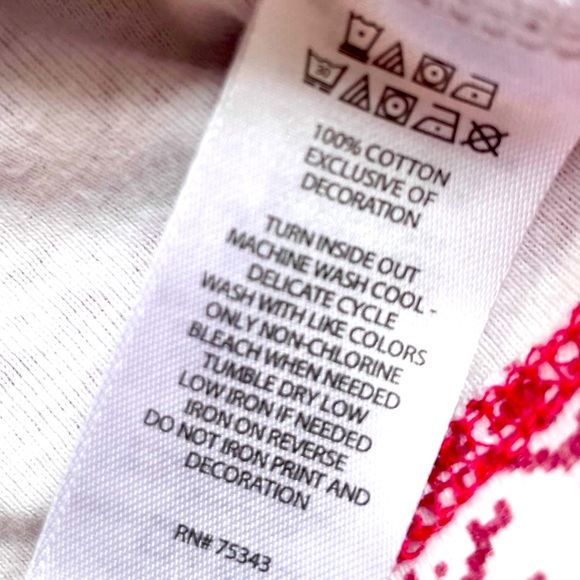 30
100% COTTON
EXCLUSIVE OF
DECORATION
TURN INSIDE OUT
MACHINE WASH COOL -
DELICATE CYCLE
WASH WITH LIKE COLORS
ONLY NON-CHLORINE
BLEACH WHEN NEEDED
TUMBLE DRY LOW
LOW IRON IF NEEDED
IRON ON REVERSE
DO NOT IRON PRINT AND
DECORATION
RN# 75343